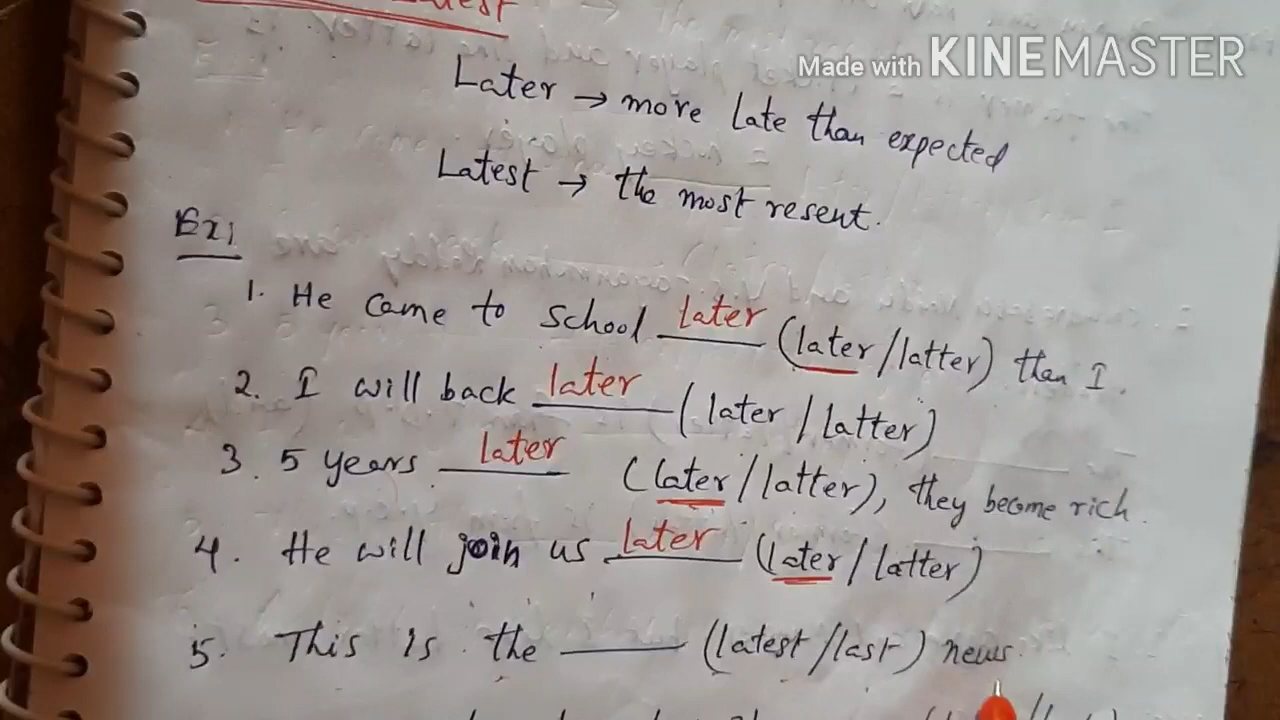 Made with KINEMASTER
Later → more late than expected
Latest → the most resent.
Ex:
1. He came to school later (later/latter) than I.
2. I will back later (later/latter)
3. 5 years later (later/latter), they become rich.
4. He will join us later (later/latter)
5. This is the ______ (latest/last) news.